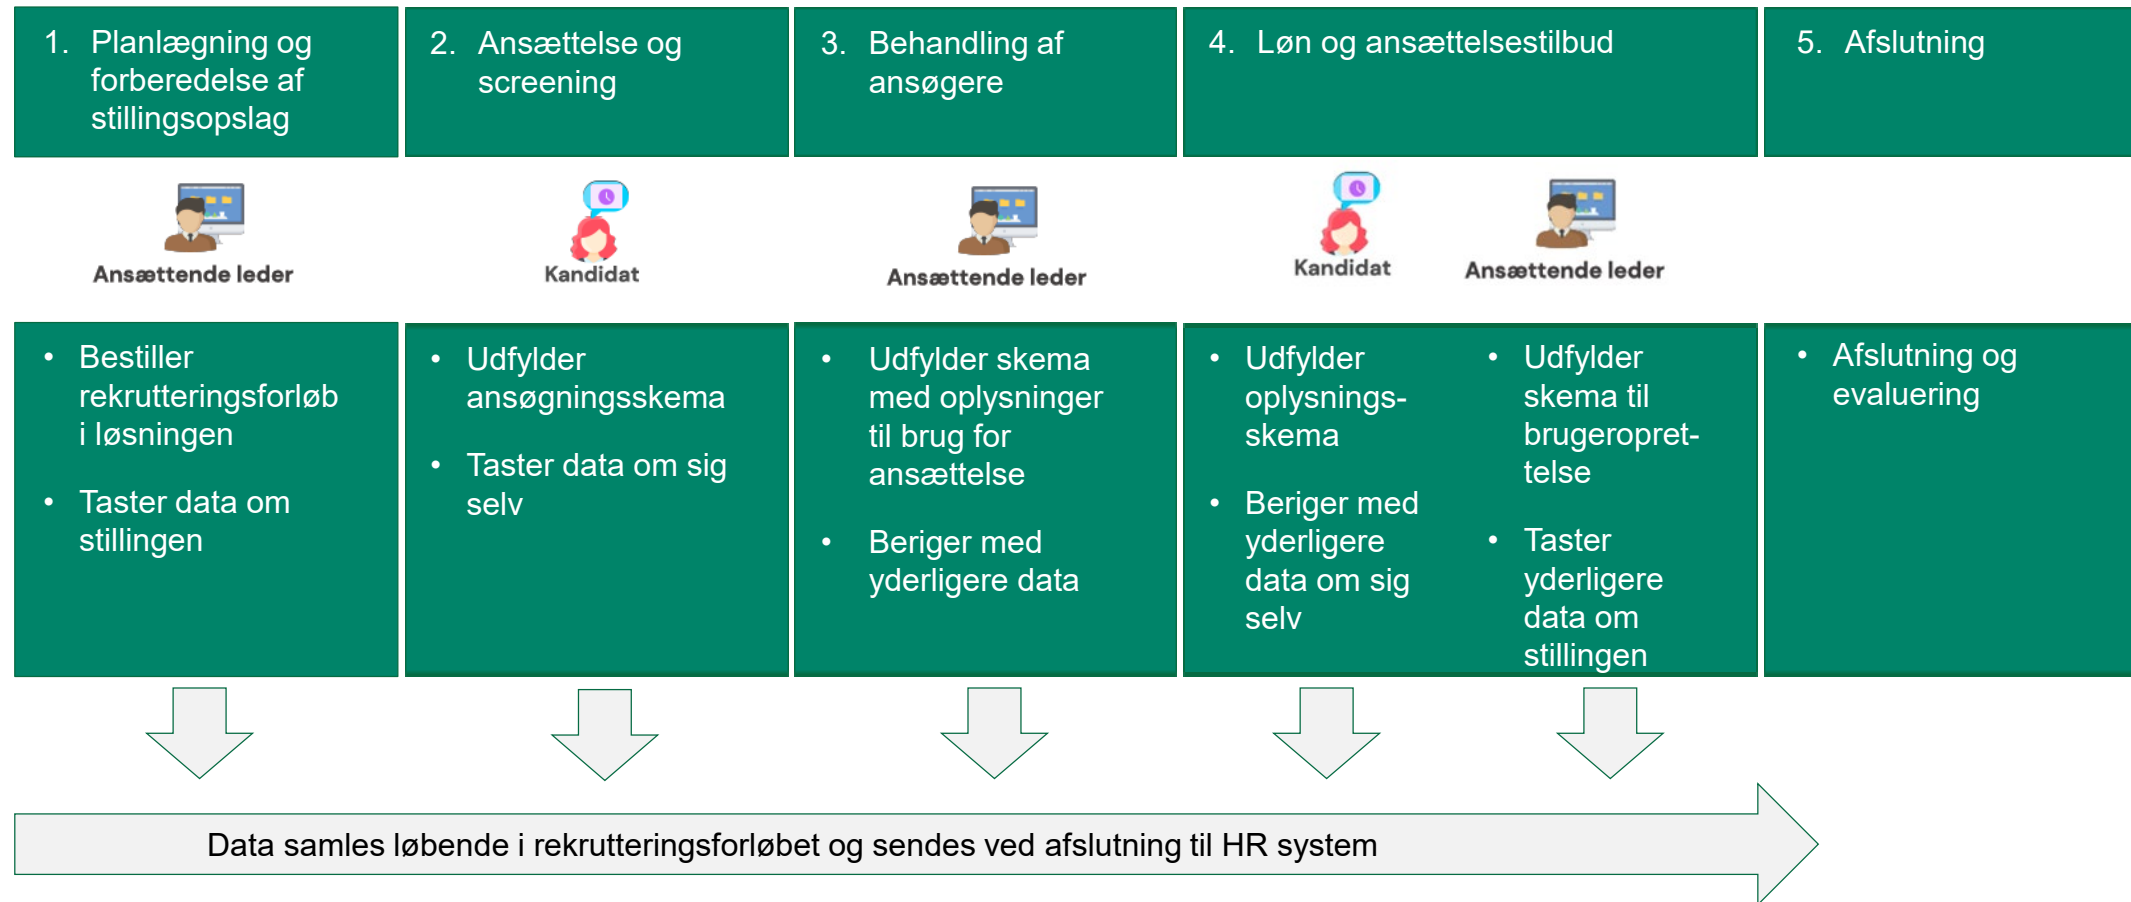 1. Planlægning og
forberedelse af
stillingsopslag
2. Ansættelse og
screening
3. Behandling af
ansøgere
4. Løn og ansættelsestilbud
5. Afslutning
Ansættende leder
Kandidat
Ansættende leder
Kandidat
Ansættende leder
• Bestiller
rekrutteringsforløb
i løsningen
• Taster data om
stillingen
• Udfylder
ansøgningsskema
• Taster data om sig
selv
• Udfylder skema
med oplysninger
til brug for
ansættelse
• Beriger med
yderligere data
• Udfylder
oplysnings-
skema
• Beriger med
yderligere
data om sig
selv
• Udfylder
skema til
brugeropret-
telse
• Taster
yderligere
data om
stillingen
• Afslutning og
evaluering
Data samles løbende i rekrutteringsforløbet og sendes ved afslutning til HR system